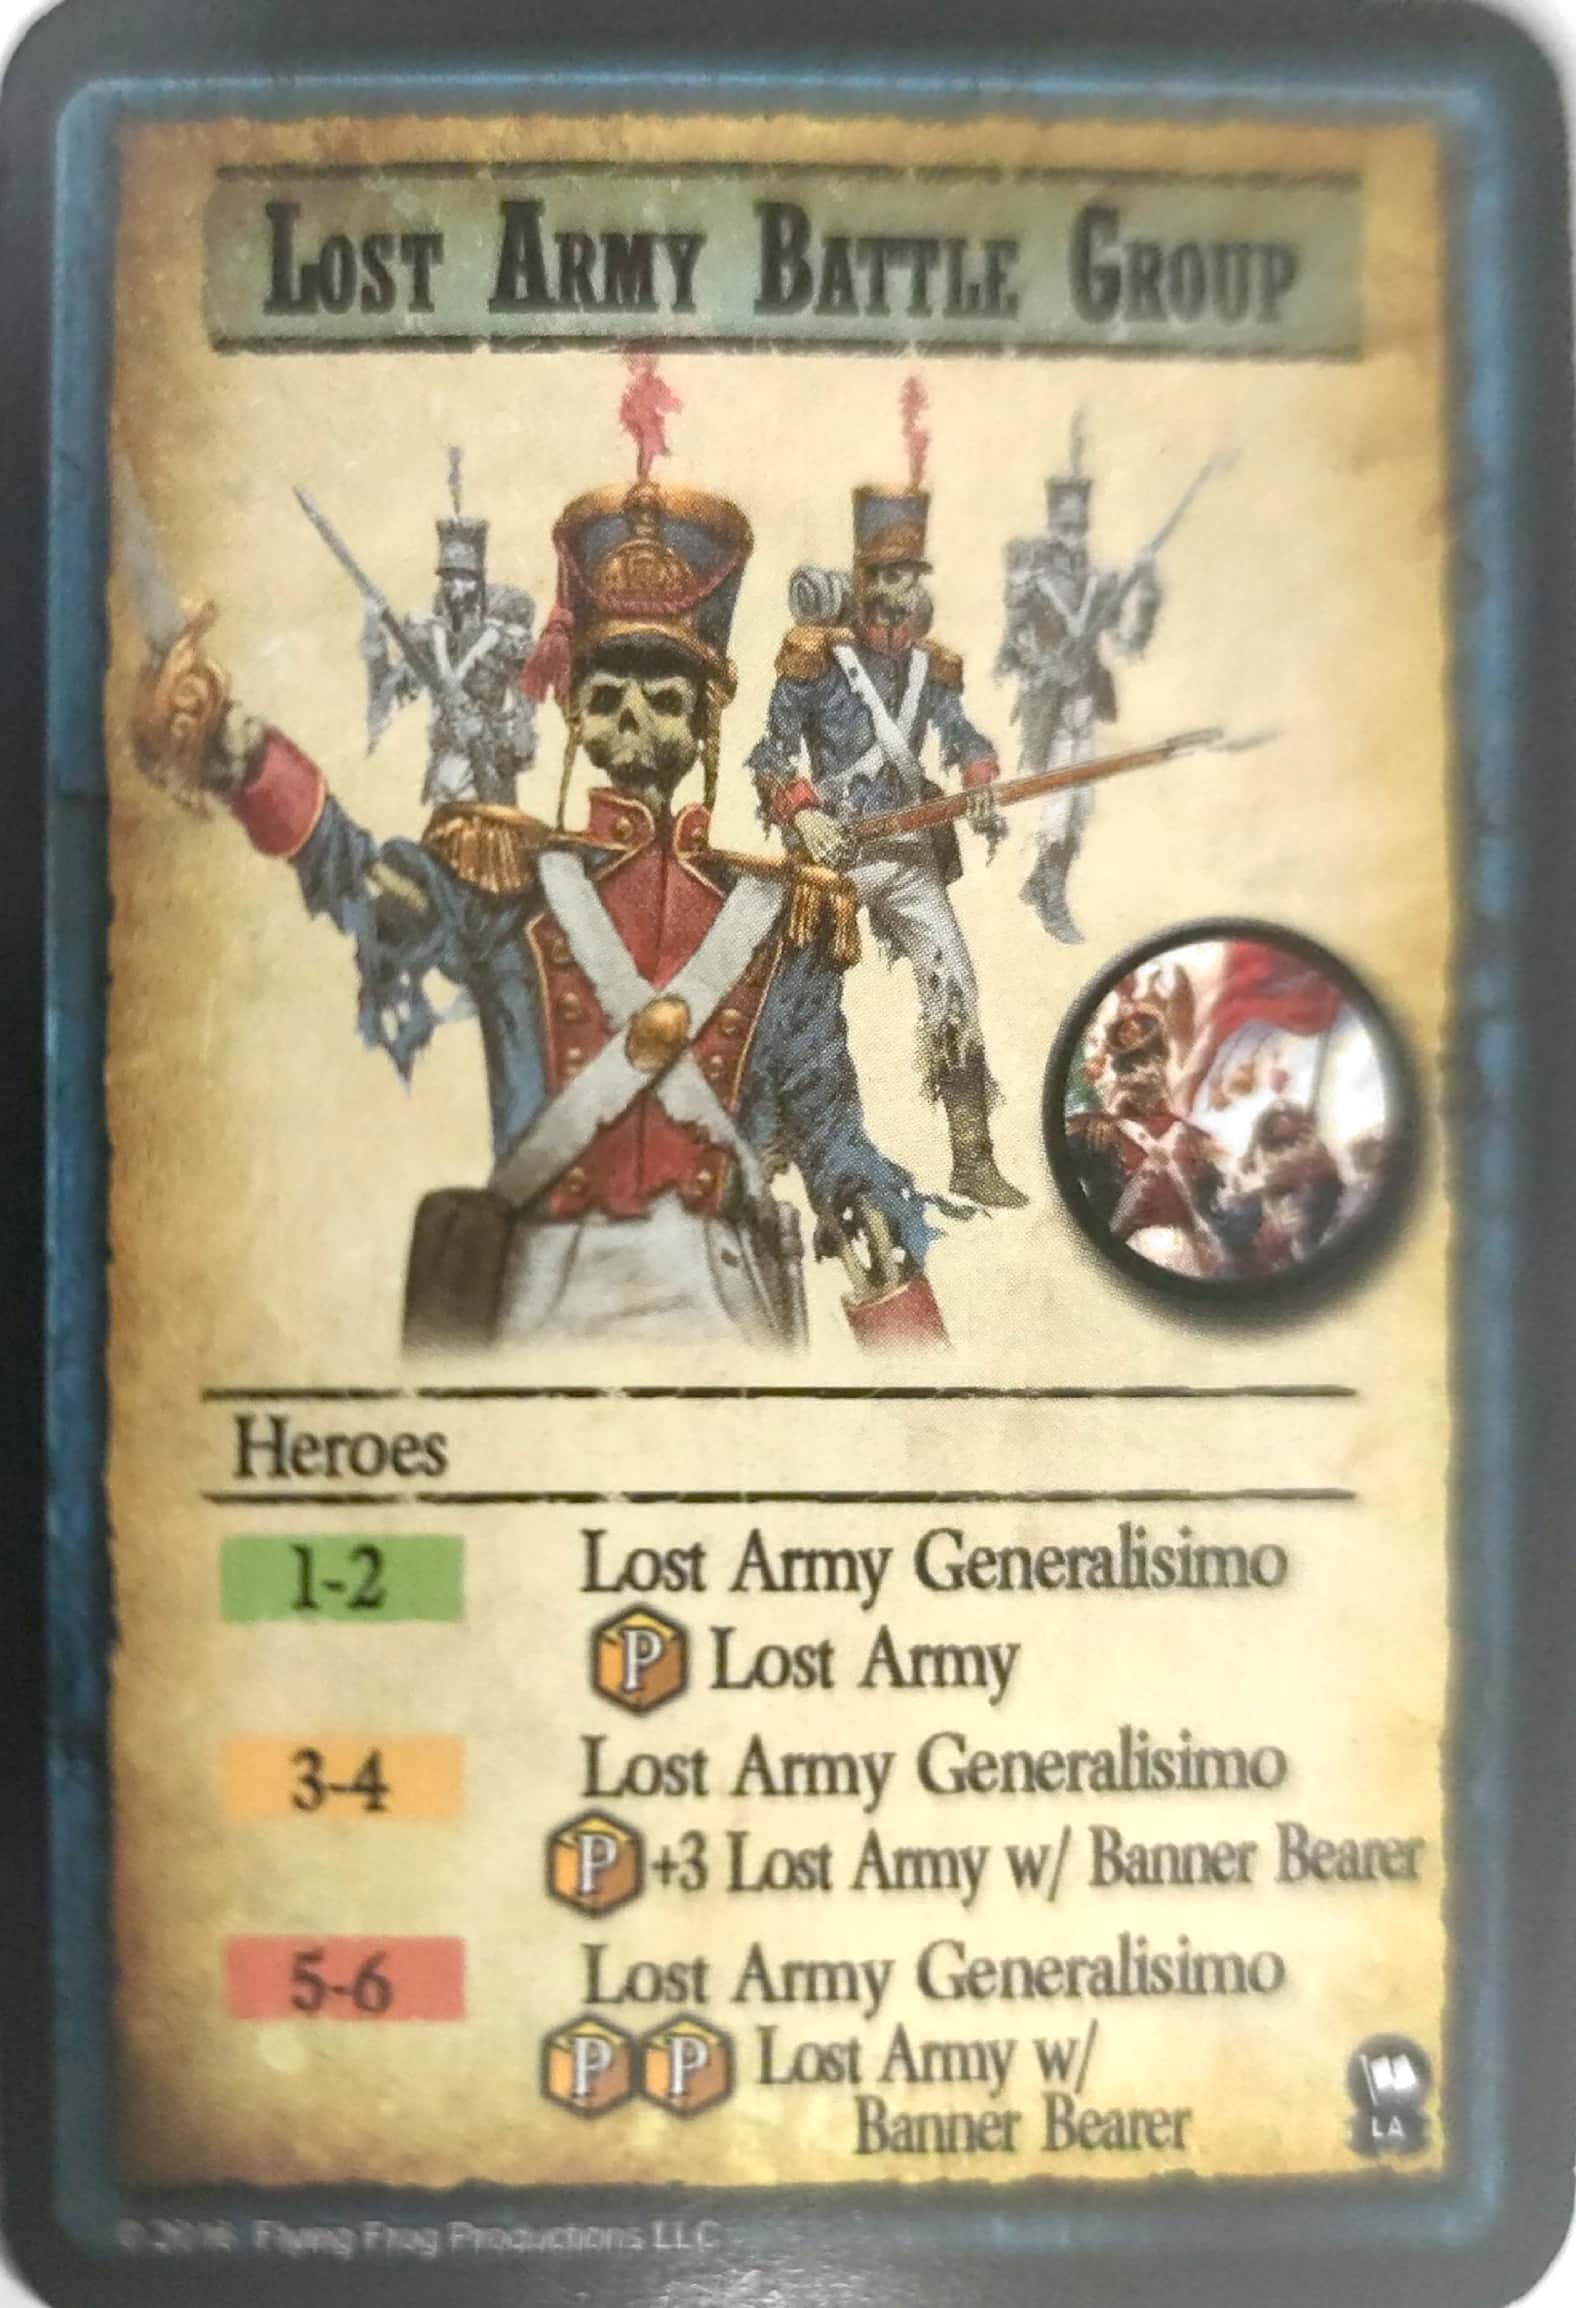 Lost Army Battle Group
Heroes
1-2 Lost Army Generalisimo
P Lost Army
3-4 Lost Army Generalisimo
P +3 Lost Army w/ Banner Bearer
5-6 Lost Army Generalisimo
P P Lost Army w/
Banner Bearer
LA
© 2016 Flying Frog Productions LLC